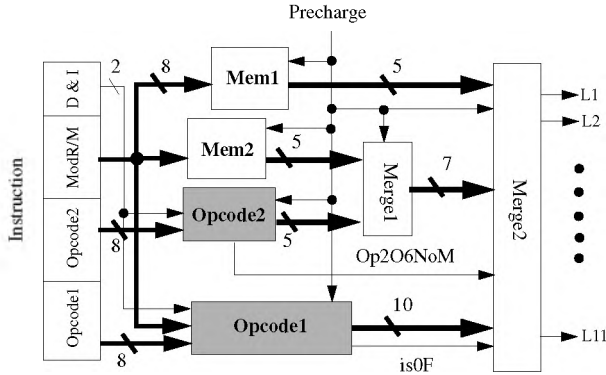 Precharge
Instruction
D & I
ModR/M
Opcode2
Opcode1
2
8
Mem1
5
Mem2
5
Merge1
7
Opcode2
8
5
Op2O6NoM
Opcode1
8
10
is0F
Merge2
L1
L2
L11